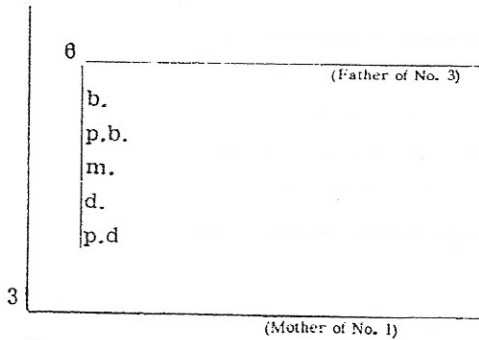 6
(Father of No. 3)
b.
p.b.
m.
d.
p.d
3
(Mother of No. 1)